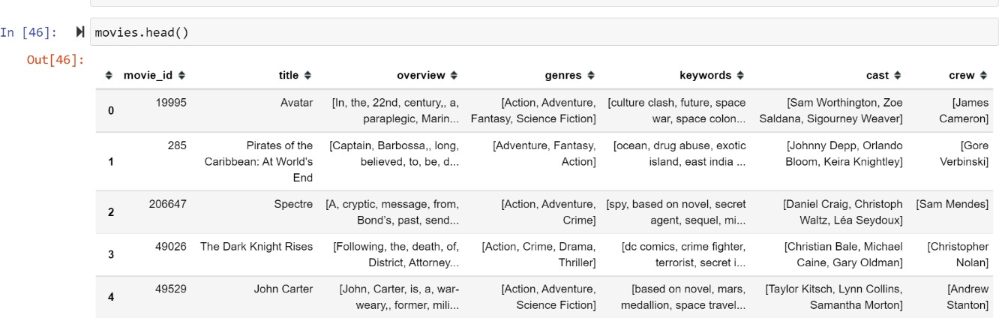 In [46]: movies.head()
Out[46]:
movie_id title overview genres keywords cast crew
0 19995 Avatar [In, the, 22nd, century,, a, paraplegic, Marin... [Action, Adventure, Fantasy, Science Fiction] [culture clash, future, space war, space colon... [Sam Worthington, Zoe Saldana, Sigourney Weaver] [James Cameron]
1 285 Pirates of the Caribbean: At World's End [Captain, Barbossa,, long, believed, to, be, d... [Adventure, Fantasy, Action] [ocean, drug abuse, exotic island, east india ... [Johnny Depp, Orlando Bloom, Keira Knightley] [Gore Verbinski]
2 206647 Spectre [A, cryptic, message, from, Bond's, past, send... [Action, Adventure, Crime] [spy, based on novel, secret agent, sequel, mi... [Daniel Craig, Christoph Waltz, Léa Seydoux] [Sam Mendes]
3 49026 The Dark Knight Rises [Following, the, death, of, District, Attorney... [Action, Crime, Drama, Thriller] [dc comics, crime fighter, terrorist, secret i... [Christian Bale, Michael Caine, Gary Oldman] [Christopher Nolan]
4 49529 John Carter [John, Carter, is, a, war-weary,, former, mili... [Action, Adventure, Science Fiction] [based on novel, mars, medallion, space travel... [Taylor Kitsch, Lynn Collins, Samantha Morton] [Andrew Stanton]